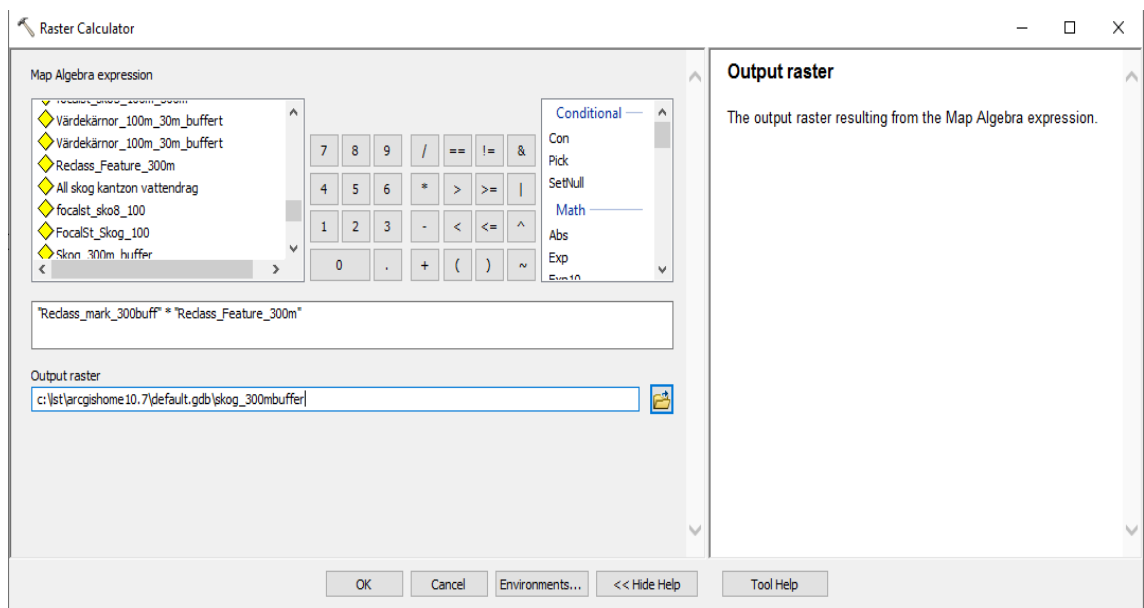 Raster Calculator
Map Algebra expression
Värdekärnor_100m_30m_buffert
Värdekärnor_100m_30m_buffert
Reclass_Feature_300m
All skog kantzon vattendrag
focalst_sko8_100
FocalSt_Skog_100
Skog_300m_buffer
7 8 9 / == != &
4 5 6 * > >= |
1 2 3 - < <= ^
0 . + ( ) ~
Conditional
Con
Pick
SetNull
Math
Abs
Exp
Exp10
"Reclass_mark_300buff" * "Reclass_Feature_300m"
Output raster
c:\lst\arcgishome10.7\default.gdb\skog_300mbuffer
Output raster
The output raster resulting from the Map Algebra expression.
OK Cancel Environments... << Hide Help Tool Help